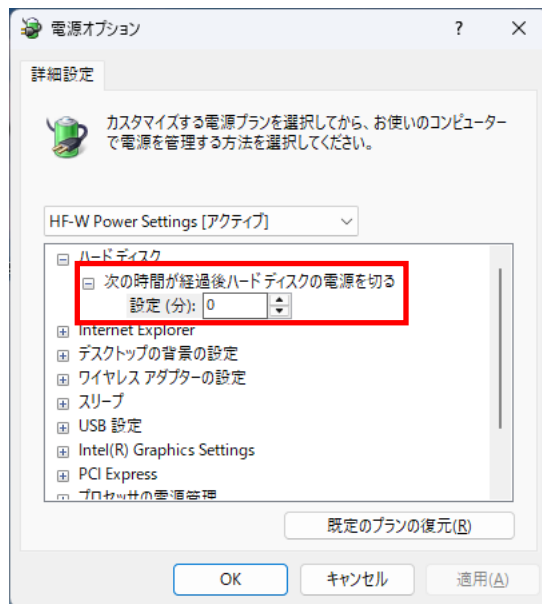 電源オプション ? ×
詳細設定
カスタマイズする電源プランを選択してから、お使いのコンピューター
で電源を管理する方法を選択してください。
HF-W Power Settings [アクティブ]
ハード ディスク
次の時間が経過後ハード ディスクの電源を切る
設定 (分): 0
Internet Explorer
デスクトップの背景の設定
ワイヤレス アダプターの設定
スリープ
USB 設定
Intel(R) Graphics Settings
PCI Express
プロセッサの電源管理
既定のプランの復元(R)
OK キャンセル 適用(A)